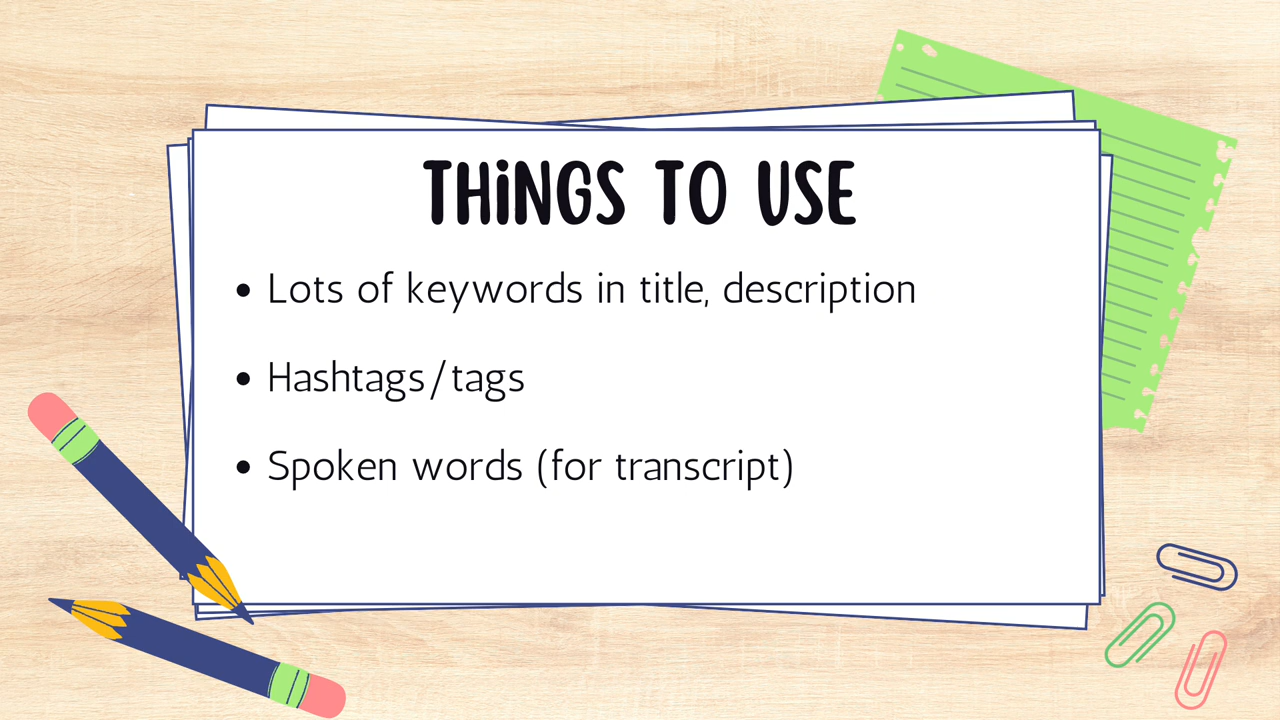 THiNGS TO USE
• Lots of keywords in title, description
• Hashtags/tags
• Spoken words (for transcript)